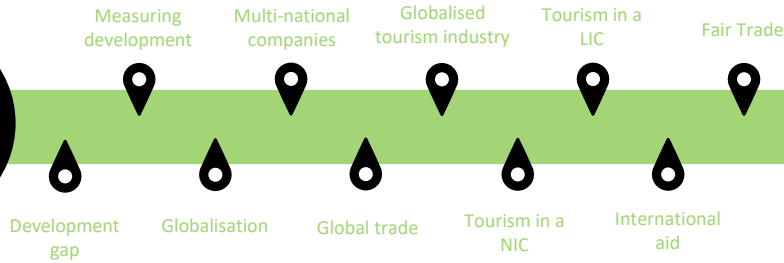 Measuring
development
Multi-national
companies
Globalised
tourism industry
Tourism in a
LIC
Fair Trade
Development
gap
Globalisation
Global trade
Tourism in a
NIC
International
aid